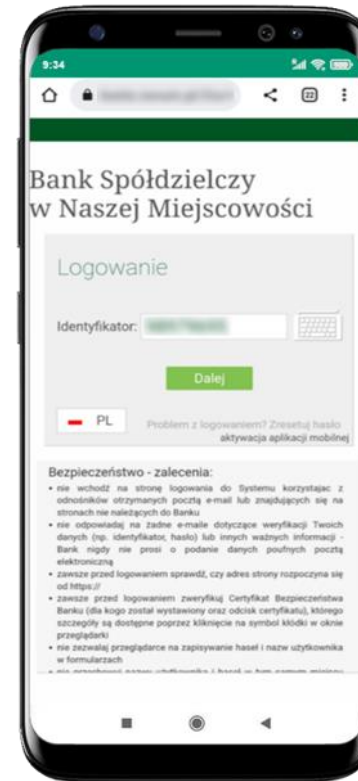 9:34
22
Bank Spółdzielczy
w Naszej Miejscowości
Logowanie
Identyfikator:
Dalej
PL
Problem z logowaniem? Zresetuj hasło
aktywacja aplikacji mobilnej
Bezpieczeństwo - zalecenia:
• nie wchodź na stronę logowania do Systemu korzystając z
odnośników otrzymanych pocztą e-mail lub znajdujących się na
stronach nie należących do Banku
• nie odpowiadaj na żadne e-maile dotyczące weryfikacji Twoich
danych (np. identyfikator, hasło) lub innych ważnych informacji -
Bank nigdy nie prosi o podanie danych poufnych pocztą
elektroniczną
• zawsze przed logowaniem sprawdź, czy adres strony rozpoczyna się
od https://
• zawsze przed logowaniem zweryfikuj Certyfikat Bezpieczeństwa
Banku (dla kogo został wystawiony oraz odcisk certyfikatu), którego
szczegóły są dostępne poprzez kliknięcie na symbol kłódki w oknie
przeglądarki
• nie zezwalaj przeglądarce na zapisywanie haseł i nazw użytkownika
w formularzach